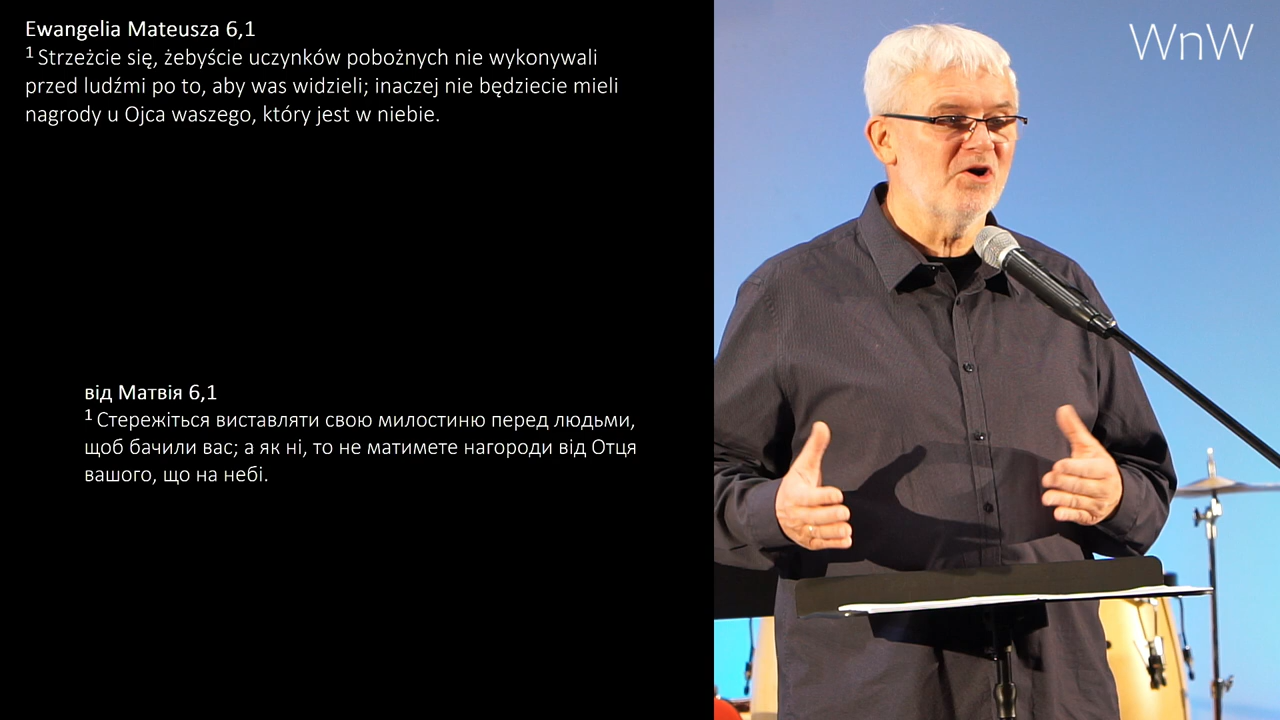 Ewangelia Mateusza 6,1
1 Strzeżcie się, żebyście uczynków pobożnych nie wykonywali
przed ludźmi po to, aby was widzieli; inaczej nie będziecie mieli
nagrody u Ojca waszego, który jest w niebie.
від Матвія 6,1
1 Стережіться виставляти свою милостиню перед людьми,
щоб бачили вас; а як ні, то не матимете нагороди від Отця
вашого, що на небі.
WnW